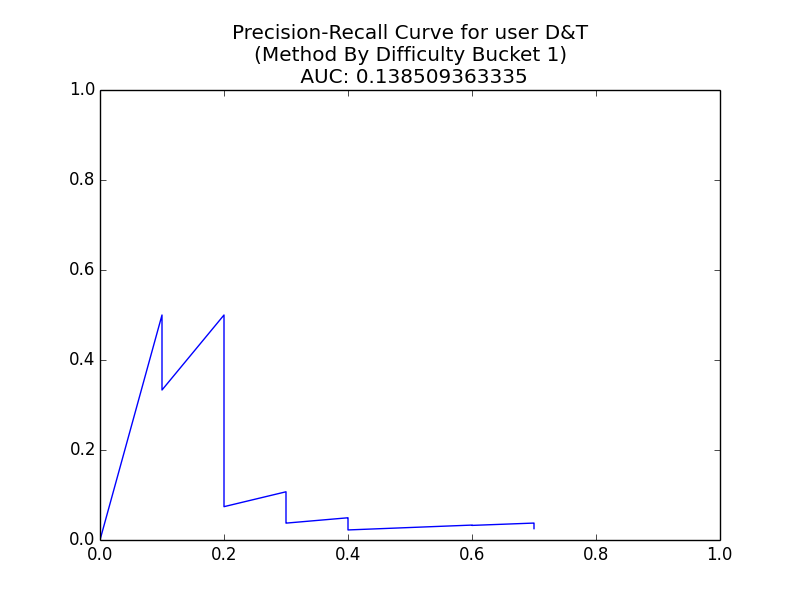 Precision-Recall Curve for user D&T
(Method By Difficulty Bucket 1)
AUC: 0.138509363335
1.0
0.8
0.6
0.4
0.2
0.0
0.0 0.2 0.4 0.6 0.8 1.0